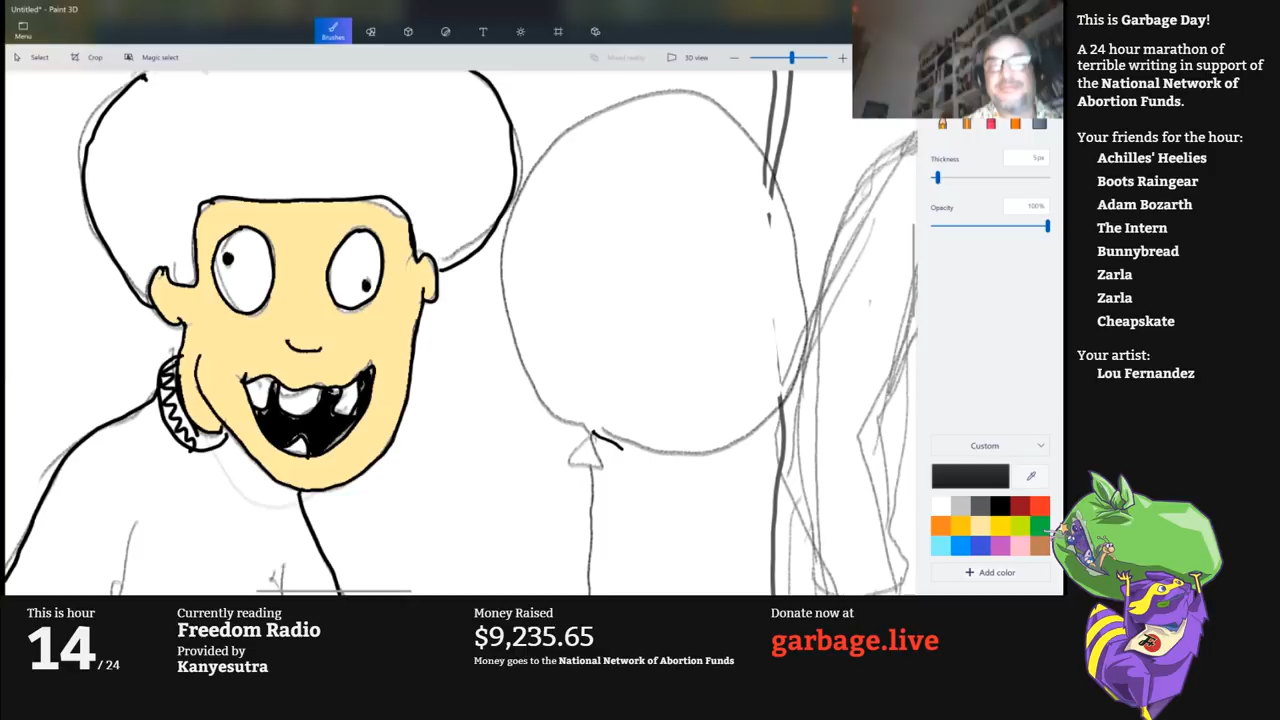 Untitled* - Paint 3D
Menu
Brushes
Select
Crop
Magic select
Mixed reality
3D view
Thickness
5px
Opacity
100%
Custom
Add color
This is Garbage Day!
A 24 hour marathon of
terrible writing in support of
the National Network of
Abortion Funds.
Your friends for the hour:
Achilles' Heelies
Boots Raingear
Adam Bozarth
The Intern
Bunnybread
Zarla
Zarla
Cheapskate
Your artist:
Lou Fernandez
This is hour
14 / 24
Currently reading
Freedom Radio
Provided by
Kanyesutra
Money Raised
$9,235.65
Money goes to the National Network of Abortion Funds
Donate now at
garbage.live